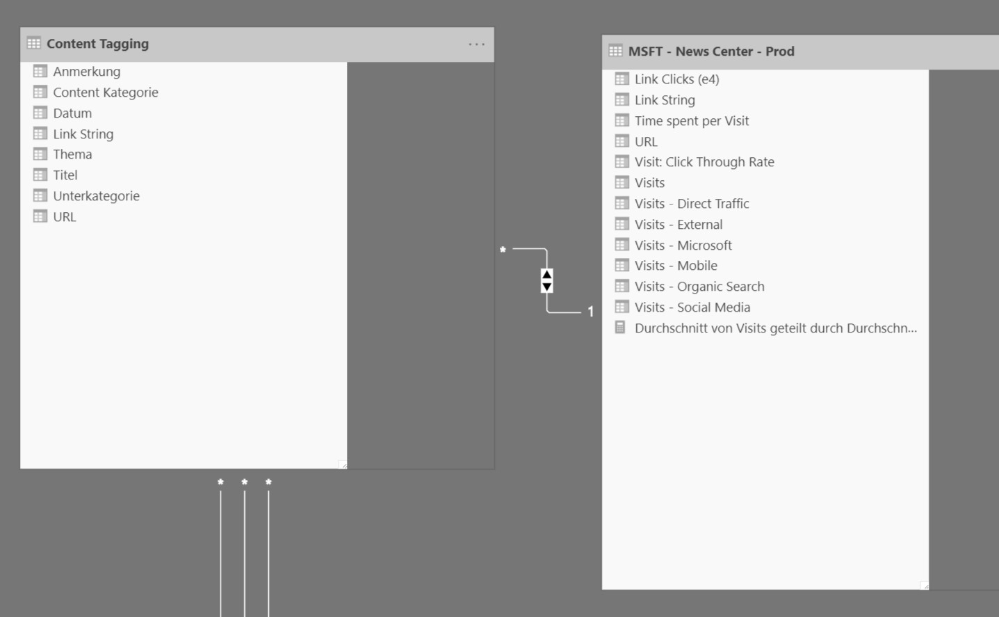 Content Tagging
Anmerkung
Content Kategorie
Datum
Link String
Thema
Titel
Unterkategorie
URL
* 
1
* * *
MSFT - News Center - Prod
Link Clicks (e4)
Link String
Time spent per Visit
URL
Visit: Click Through Rate
Visits
Visits - Direct Traffic
Visits - External
Visits - Microsoft
Visits - Mobile
Visits - Organic Search
Visits - Social Media
Durchschnitt von Visits geteilt durch Durchschn...